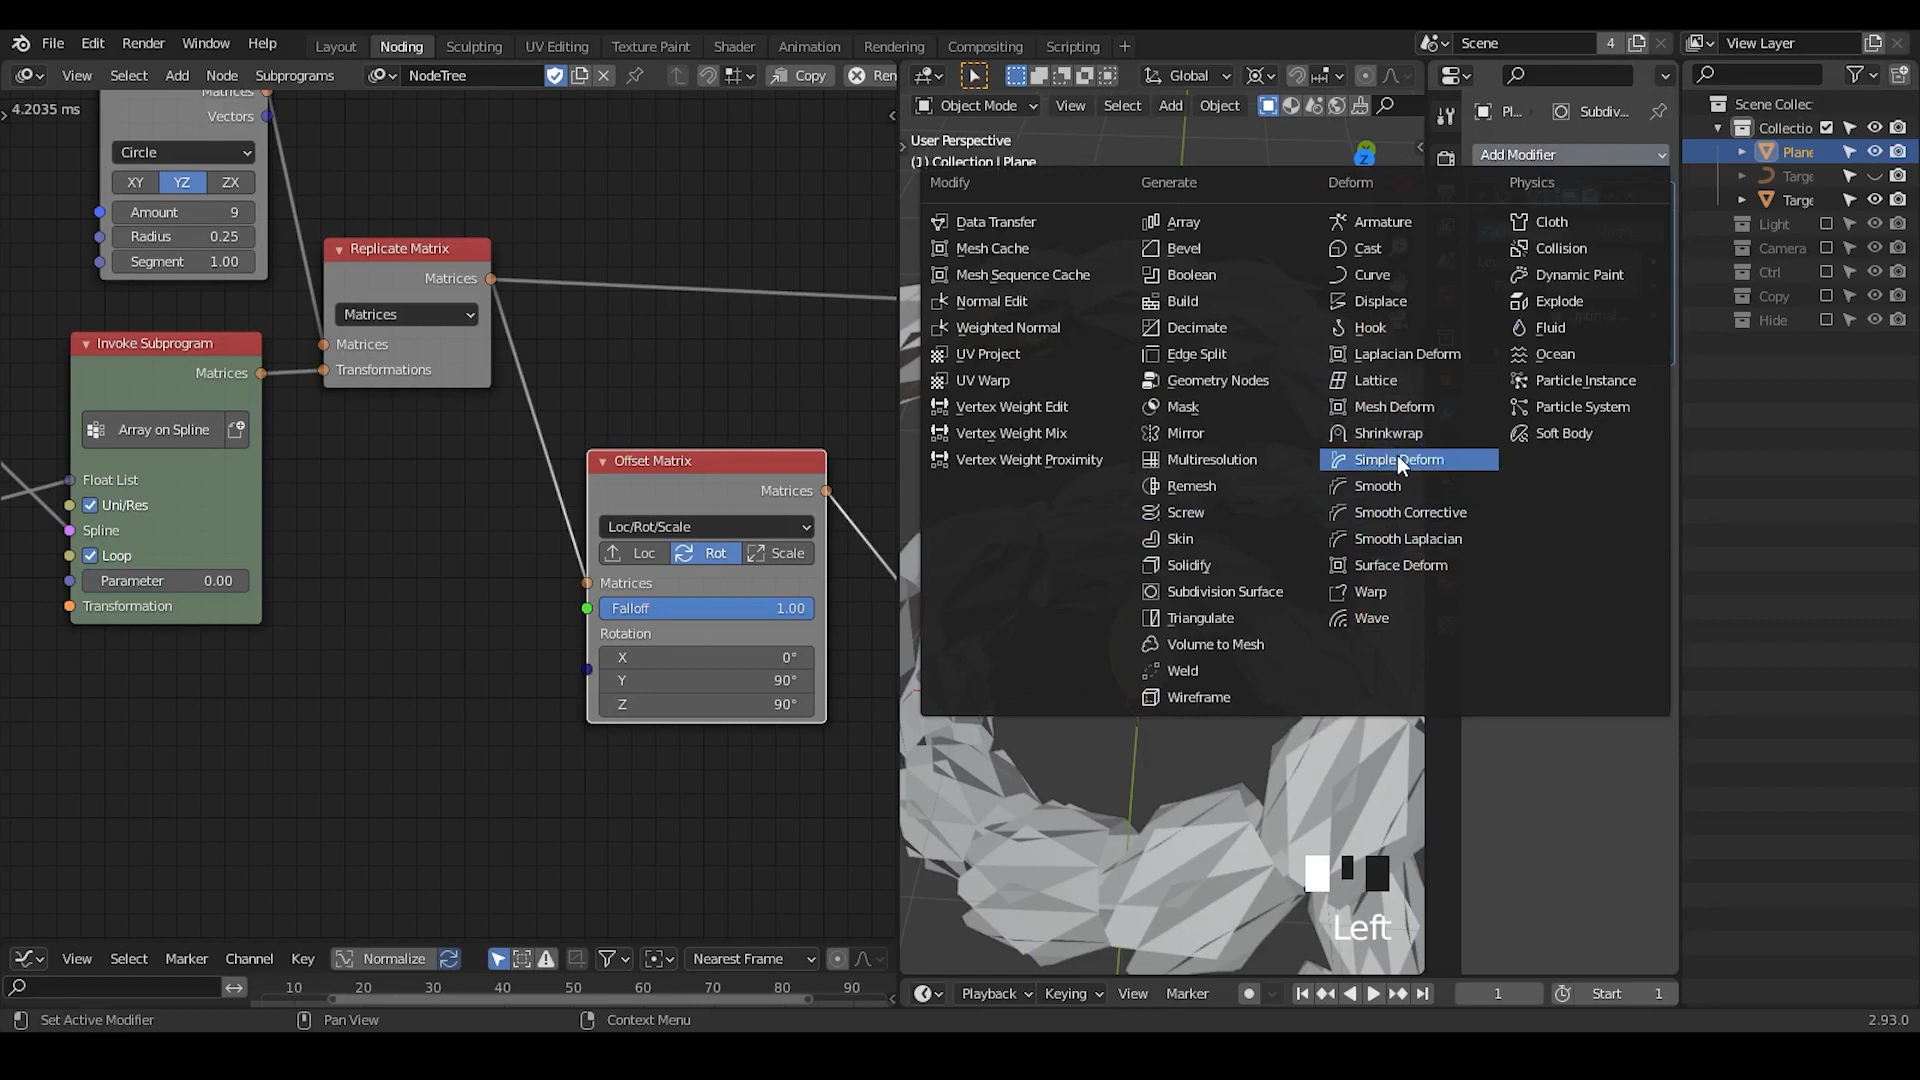 File Edit Render Window Help Layout Noding Sculpting UV Editing Texture Paint Shader Animation Rendering Compositing Scripting + Scene 4 View Layer
View Select Add Node Subprograms NodeTree Copy Ren Global
Object Mode View Select Add Object Pl... Subdiv...
4.2035 ms
User Perspective
(1) Collection | Plane
Add Modifier
Matrices
Vectors
Circle
XY YZ ZX
Amount 9
Radius 0.25
Segment 1.00
Replicate Matrix
Matrices
Matrices
Matrices
Transformations
Invoke Subprogram
Matrices
Array on Spline
Float List
Uni/Res
Spline
Loop
Parameter 0.00
Transformation
Offset Matrix
Matrices
Loc/Rot/Scale
Loc Rot Scale
Matrices
Falloff 1.00
Rotation
X 0°
Y 90°
Z 90°
Modify
Data Transfer
Mesh Cache
Mesh Sequence Cache
Normal Edit
Weighted Normal
UV Project
UV Warp
Vertex Weight Edit
Vertex Weight Mix
Vertex Weight Proximity
Generate
Array
Bevel
Boolean
Build
Decimate
Edge Split
Geometry Nodes
Mask
Mirror
Multiresolution
Remesh
Screw
Skin
Solidify
Subdivision Surface
Triangulate
Volume to Mesh
Weld
Wireframe
Deform
Armature
Cast
Curve
Displace
Hook
Laplacian Deform
Lattice
Mesh Deform
Shrinkwrap
Simple Deform
Smooth
Smooth Corrective
Smooth Laplacian
Surface Deform
Warp
Wave
Physics
Cloth
Collision
Dynamic Paint
Explode
Fluid
Ocean
Particle Instance
Particle System
Soft Body
Scene Collec
Collectio
Plane
Targe
Targe
Light
Camera
Ctrl
Copy
Hide
Z
Left
View Select Marker Channel Key Normalize Nearest Frame
10 20 30 40 50 60 70 80 90
Playback Keying View Marker 1 Start 1
Set Active Modifier Pan View Context Menu 2.93.0